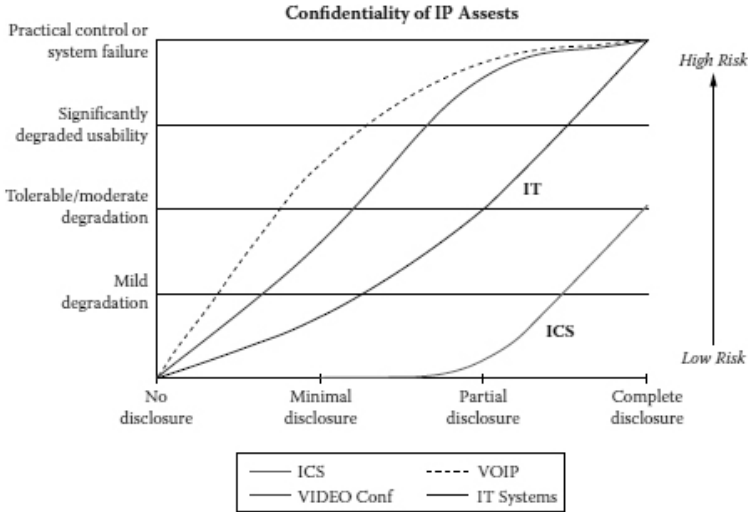 Confidentiality of IP Assests
Practical control or
system failure
High Risk
Significantly
degraded usability
Tolerable/moderate
degradation
IT
Mild
degradation
ICS
Low Risk
No
disclosure
Minimal
disclosure
Partial
disclosure
Complete
disclosure
ICS
VOIP
VIDEO Conf
IT Systems